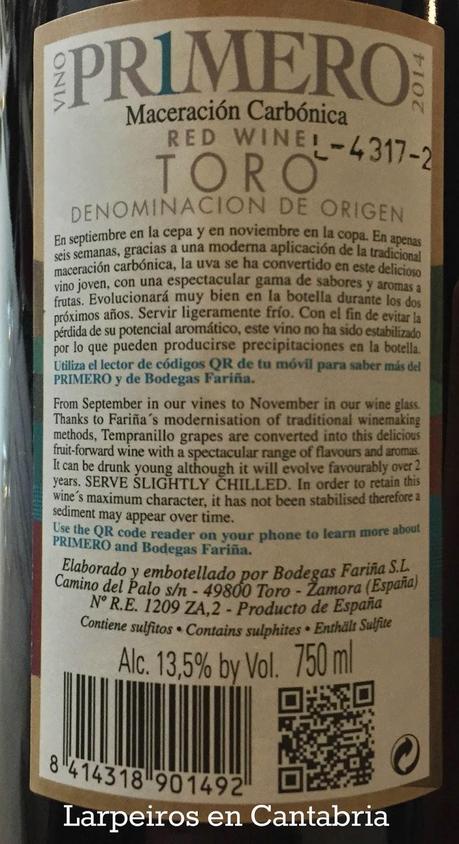 VINO PR1MERO 2014
Maceración Carbónica
RED WINE L-4317-2
TORO
DENOMINACION DE ORIGEN
En septiembre en la cepa y en noviembre en la copa. En apenas
seis semanas, gracias a una moderna aplicación de la tradicional
maceración carbónica, la uva se ha convertido en este delicioso
vino joven, con una espectacular gama de sabores y aromas a
frutas. Evolucionará muy bien en la botella durante los dos
próximos años. Servir ligeramente frío. Con el fin de evitar la
pérdida de su potencial aromático, este vino no ha sido estabilizado
por lo que pueden producirse precipitaciones en la botella.
Utiliza el lector de códigos QR de tu móvil para saber más del
PRIMERO y de Bodegas Fariña.
From September in our vines to November in our wine glass.
Thanks to Fariña´s modernisation of traditional winemaking
methods, Tempranillo grapes are converted into this delicious
fruit-forward wine with a spectacular range of flavours and aromas.
It can be drunk young although it will evolve favourably over 2
years. SERVE SLIGHTLY CHILLED. In order to retain this
wine´s maximum character, it has not been stabilised therefore a
sediment may appear over time.
Use the QR code reader on your phone to learn more about
PRIMERO and Bodegas Fariña.
Elaborado y embotellado por Bodegas Fariña S.L.
Camino del Palo s/n - 49800 Toro - Zamora (España)
Nº R.E. 1209 ZA,2 - Producto de España
Contiene sulfitos • Contains sulphites • Enthält Sulfite
Alc. 13,5% by Vol. 750 ml
8 414318 901492
Larpeiros en Cantabria